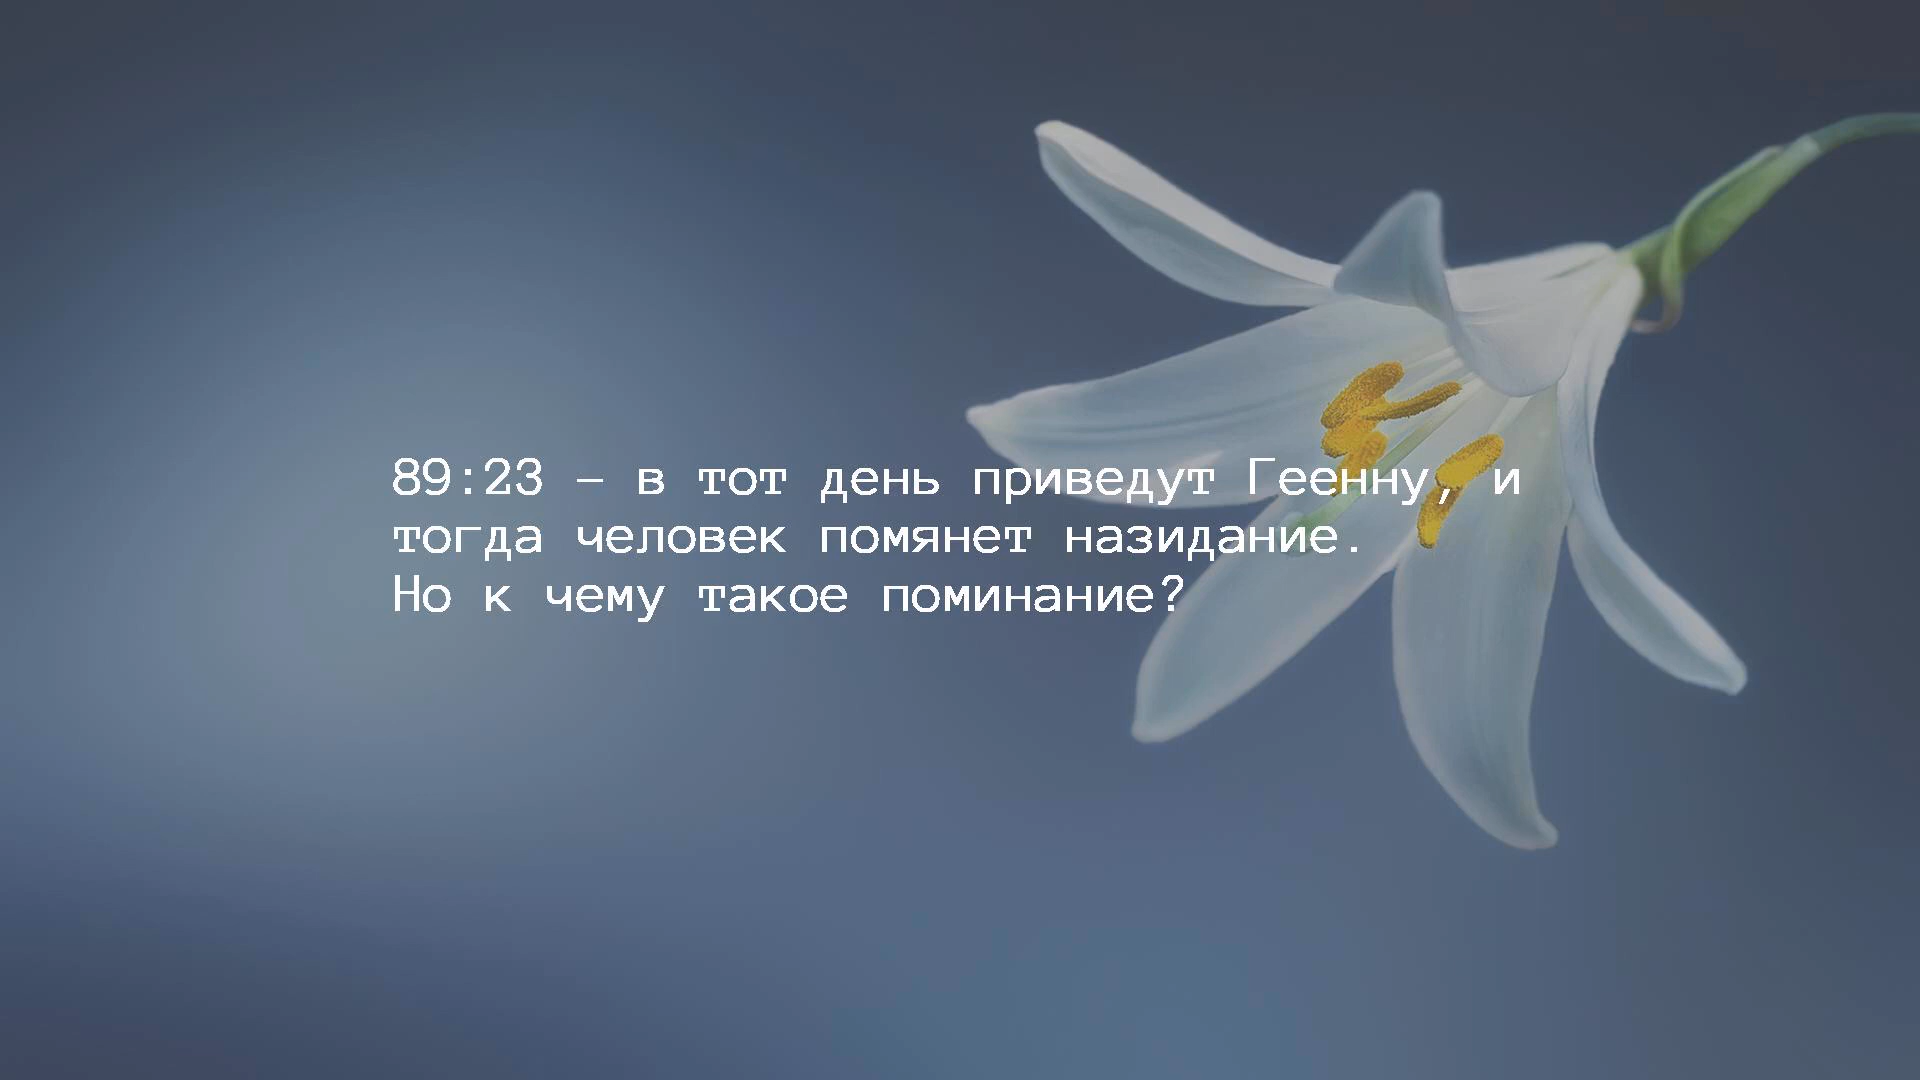 89:23 — в тот день приведут Геенну, и
тогда человек помянет назидание.
Но к чему такое поминание?